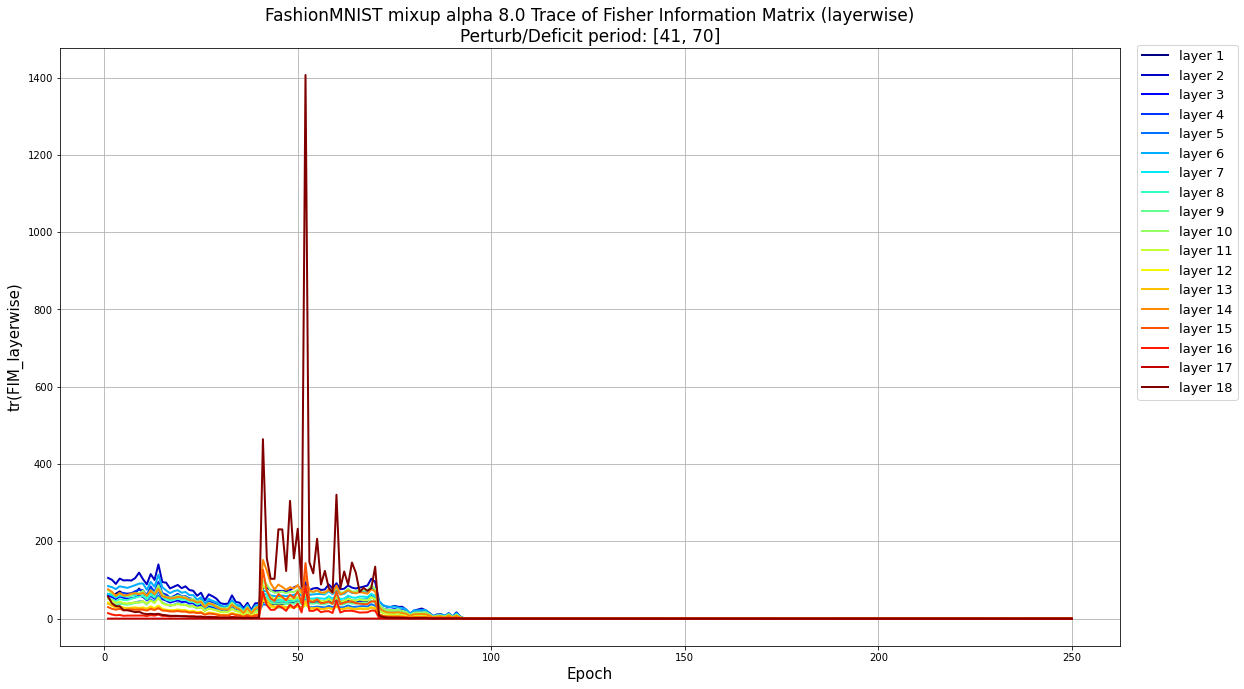 FashionMNIST mixup alpha 8.0 Trace of Fisher Information Matrix (layerwise)
Perturb/Deficit period: [41, 70]
tr(FIM_layerwise)
1400
1200
1000
800
600
400
200
0
0 50 100 150 200 250
Epoch
layer 1
layer 2
layer 3
layer 4
layer 5
layer 6
layer 7
layer 8
layer 9
layer 10
layer 11
layer 12
layer 13
layer 14
layer 15
layer 16
layer 17
layer 18